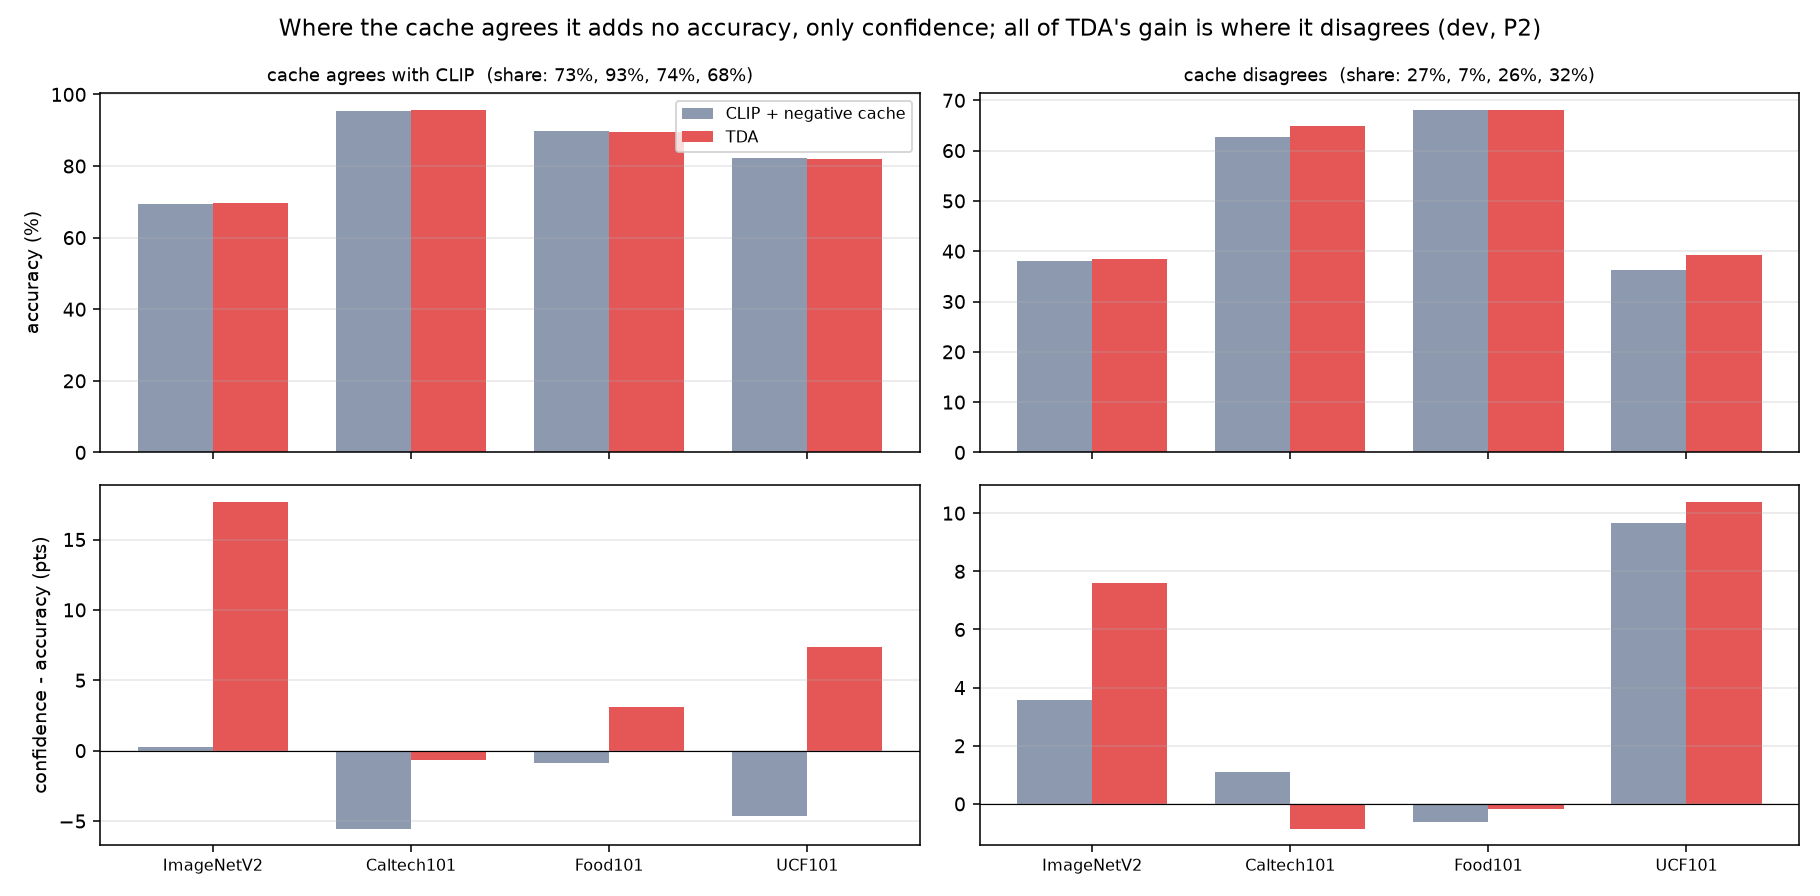 Where the cache agrees it adds no accuracy, only confidence; all of TDA's gain is where it disagrees (dev, P2)
cache agrees with CLIP (share: 73%, 93%, 74%, 68%)
100
80
60
40
20
0
accuracy (%)
CLIP + negative cache
TDA
cache disagrees (share: 27%, 7%, 26%, 32%)
70
60
50
40
30
20
10
0
15
10
5
0
−5
confidence - accuracy (pts)
ImageNetV2
Caltech101
Food101
UCF101
10
8
6
4
2
0
ImageNetV2
Caltech101
Food101
UCF101